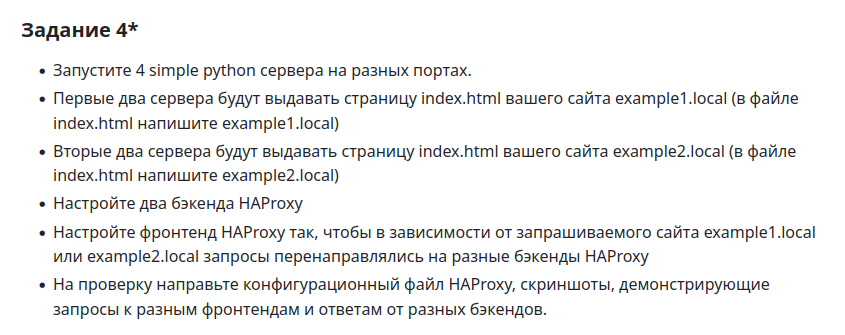 Задание 4*
Запустите 4 simple python сервера на разных портах.
Первые два сервера будут выдавать страницу index.html вашего сайта example1.local (в файле
index.html напишите example1.local)
Вторые два сервера будут выдавать страницу index.html вашего сайта example2.local (в файле
index.html напишите example2.local)
Настройте два бэкенда HAProxy
Настройте фронтенд HAProxy так, чтобы в зависимости от запрашиваемого сайта example1.local
или example2.local запросы перенаправлялись на разные бэкенды HAProxy
На проверку направьте конфигурационный файл HAProxy, скриншоты, демонстрирующие
запросы к разным фронтендам и ответам от разных бэкендов.